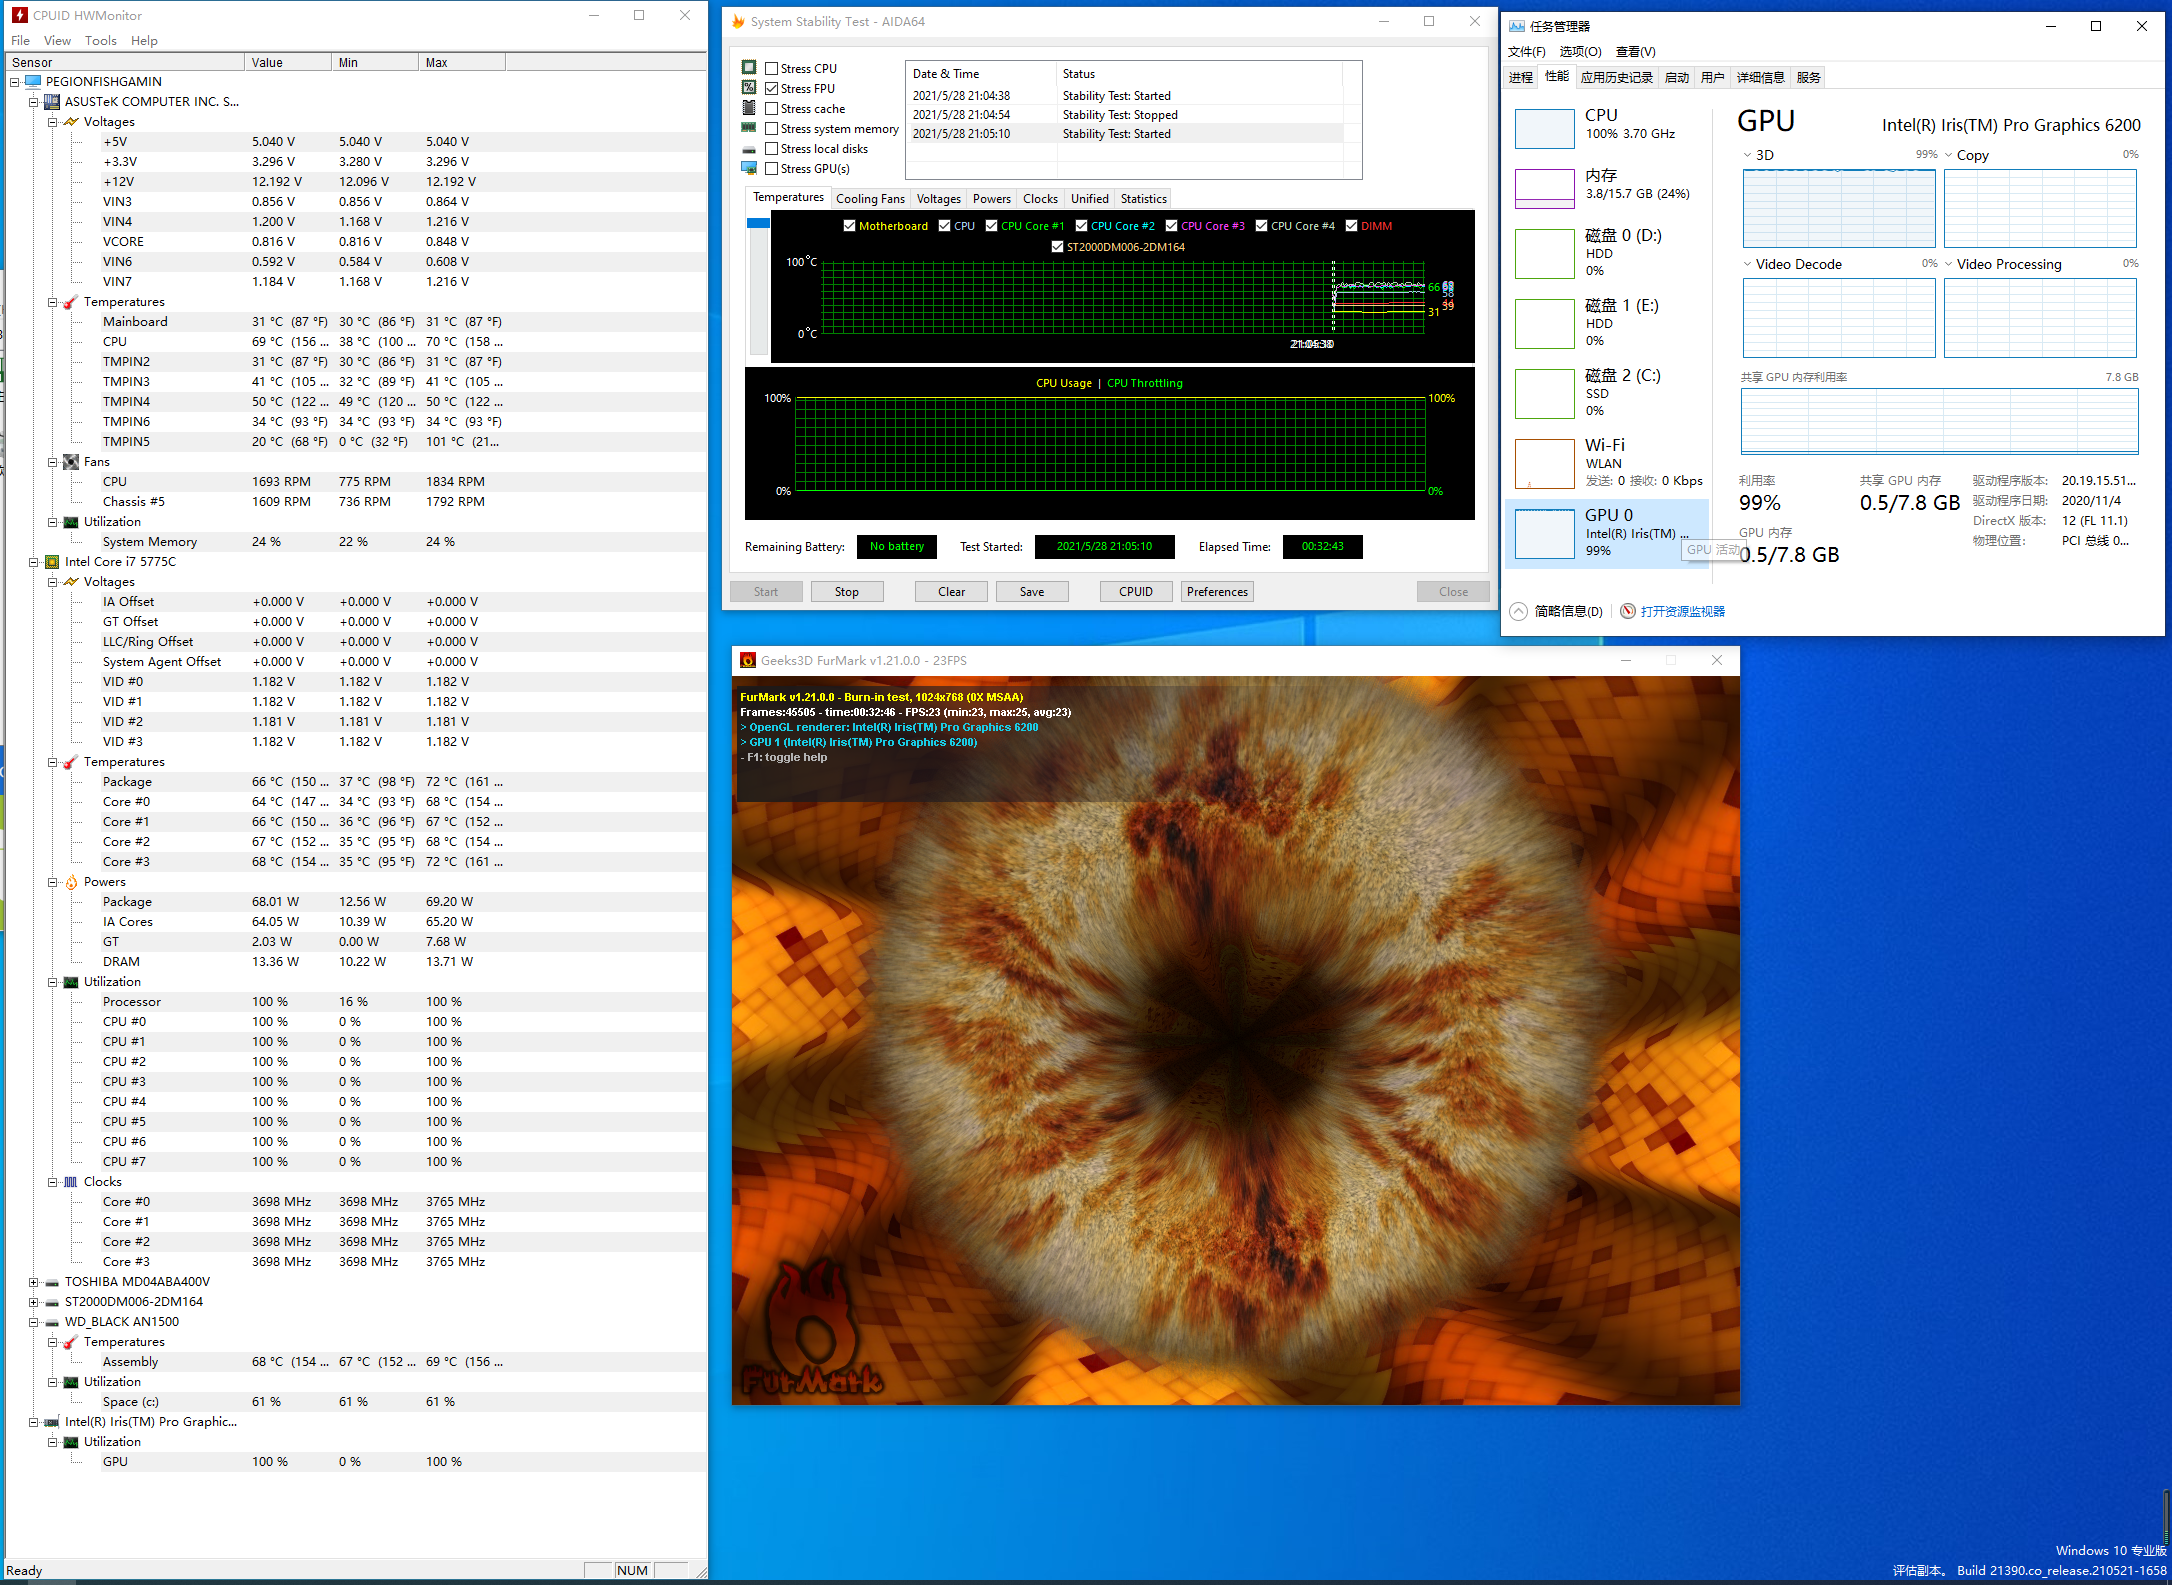 CPUID HWMonitor
File View Tools Help
Sensor Value Min Max
PEGIONFISHGAMIN
ASUSTeK COMPUTER INC. S...
Voltages
+5V 5.040 V 5.040 V 5.040 V
+3.3V 3.296 V 3.280 V 3.296 V
+12V 12.192 V 12.096 V 12.192 V
VIN3 0.856 V 0.856 V 0.864 V
VIN4 1.200 V 1.168 V 1.216 V
VCORE 0.816 V 0.816 V 0.848 V
VIN6 0.592 V 0.584 V 0.608 V
VIN7 1.184 V 1.168 V 1.216 V
Temperatures
Mainboard 31 °C (87 °F) 30 °C (86 °F) 31 °C (87 °F)
CPU 69 °C (156 ... 38 °C (100 ... 70 °C (158 ...
TMPIN2 31 °C (87 °F) 30 °C (86 °F) 31 °C (87 °F)
TMPIN3 41 °C (105 ... 32 °C (89 °F) 41 °C (105 ...
TMPIN4 50 °C (122 ... 49 °C (120 ... 50 °C (122 ...
TMPIN6 34 °C (93 °F) 34 °C (93 °F) 34 °C (93 °F)
TMPIN5 20 °C (68 °F) 0 °C (32 °F) 101 °C (21...
Fans
CPU 1693 RPM 775 RPM 1834 RPM
Chassis #5 1609 RPM 736 RPM 1792 RPM
Utilization
System Memory 24 % 22 % 24 %
Intel Core i7 5775C
Voltages
IA Offset +0.000 V +0.000 V +0.000 V
GT Offset +0.000 V +0.000 V +0.000 V
LLC/Ring Offset +0.000 V +0.000 V +0.000 V
System Agent Offset +0.000 V +0.000 V +0.000 V
VID #0 1.182 V 1.182 V 1.182 V
VID #1 1.182 V 1.182 V 1.182 V
VID #2 1.181 V 1.181 V 1.181 V
VID #3 1.182 V 1.182 V 1.182 V
Temperatures
Package 66 °C (150 ... 37 °C (98 °F) 72 °C (161 ...
Core #0 64 °C (147 ... 34 °C (93 °F) 68 °C (154 ...
Core #1 66 °C (150 ... 36 °C (96 °F) 67 °C (152 ...
Core #2 67 °C (152 ... 35 °C (95 °F) 68 °C (154 ...
Core #3 68 °C (154 ... 35 °C (95 °F) 72 °C (161 ...
Powers
Package 68.01 W 12.56 W 69.20 W
IA Cores 64.05 W 10.39 W 65.20 W
GT 2.03 W 0.00 W 7.68 W
DRAM 13.36 W 10.22 W 13.71 W
Utilization
Processor 100 % 16 % 100 %
CPU #0 100 % 0 % 100 %
CPU #1 100 % 0 % 100 %
CPU #2 100 % 0 % 100 %
CPU #3 100 % 0 % 100 %
CPU #4 100 % 0 % 100 %
CPU #5 100 % 0 % 100 %
CPU #6 100 % 0 % 100 %
CPU #7 100 % 0 % 100 %
Clocks
Core #0 3698 MHz 3698 MHz 3765 MHz
Core #1 3698 MHz 3698 MHz 3765 MHz
Core #2 3698 MHz 3698 MHz 3765 MHz
Core #3 3698 MHz 3698 MHz 3765 MHz
TOSHIBA MD04ABA400V
ST2000DM006-2DM164
WD_BLACK AN1500
Temperatures
Assembly 68 °C (154 ... 67 °C (152 ... 69 °C (156 ...
Utilization
Space (c:) 61 % 61 % 61 %
Intel(R) Iris(TM) Pro Graphic...
Utilization
GPU 100 % 0 % 100 %
Ready NUM
System Stability Test - AIDA64
Stress CPU
Stress FPU
Stress cache
Stress system memory
Stress local disks
Stress GPU(s)
Date & Time Status
2021/5/28 21:04:38 Stability Test: Started
2021/5/28 21:04:54 Stability Test: Stopped
2021/5/28 21:05:10 Stability Test: Started
Temperatures Cooling Fans Voltages Powers Clocks Unified Statistics
Motherboard CPU CPU Core #1 CPU Core #2 CPU Core #3 CPU Core #4 DIMM
ST2000DM006-2DM164
100°C
0°C
66
58
39
31
CPU Usage | CPU Throttling
100% 100%
0% 0%
Remaining Battery: No battery Test Started: 2021/5/28 21:05:10 Elapsed Time: 00:32:43
Start Stop Clear Save CPUID Preferences Close
任务管理器
文件(F) 选项(O) 查看(V)
进程 性能 应用历史记录 启动 用户 详细信息 服务
CPU
100% 3.70 GHz
内存
3.8/15.7 GB (24%)
磁盘 0 (D:)
HDD
0%
磁盘 1 (E:)
HDD
0%
磁盘 2 (C:)
SSD
0%
Wi-Fi
WLAN
发送: 0 接收: 0 Kbps
GPU 0
Intel(R) Iris(TM) ...
99%
GPU 活动
GPU Intel(R) Iris(TM) Pro Graphics 6200
3D 99% Copy 0%
Video Decode 0% Video Processing 0%
共享 GPU 内存利用率 7.8 GB
利用率
99%
共享 GPU 内存
0.5/7.8 GB
GPU 内存
0.5/7.8 GB
驱动程序版本: 20.19.15.51...
驱动程序日期: 2020/11/4
DirectX 版本: 12 (FL 11.1)
物理位置: PCI 总线 0...
简略信息(D) 打开资源监视器
Geeks3D FurMark v1.21.0.0 - 23FPS
FurMark v1.21.0.0 - Burn-in test, 1024x768 (0X MSAA)
Frames:45505 - time:00:32:46 - FPS:23 (min:23, max:25, avg:23)
> OpenGL renderer: Intel(R) Iris(TM) Pro Graphics 6200
> GPU 1 (Intel(R) Iris(TM) Pro Graphics 6200)
- F1: toggle help
FurMark
Windows 10 专业版
评估副本。 Build 21390.co_release.210521-1658